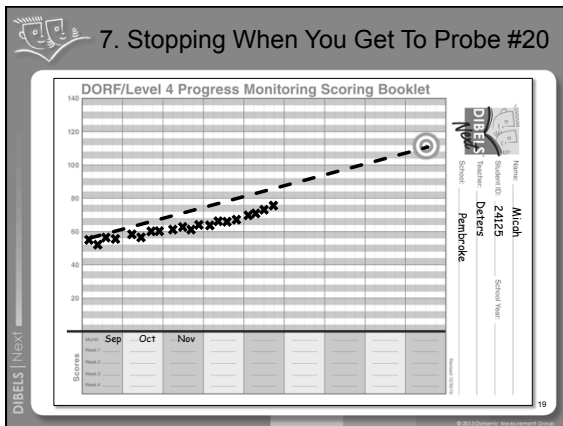 7. Stopping When You Get To Probe #20
DORF/Level 4 Progress Monitoring Scoring Booklet
140
120
100
80
60
40
20
Month Sep Oct Nov
Week 1
Week 2
Week 3
Week 4
Scores
DIBELS
Next
Name: Micah
Student ID: 24125 School Year:
Teacher: Deters
School: Pembroke
DIBELS | Next
19
© 2013 Dynamic Measurement Group